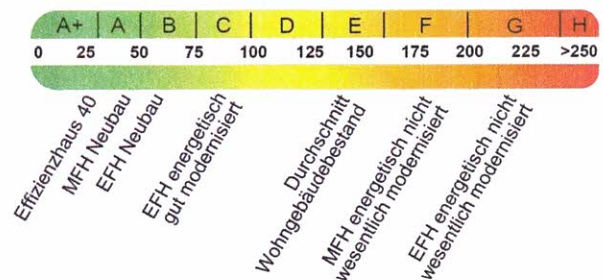 A+ A B C D E F G H
0 25 50 75 100 125 150 175 200 225 >250
Effizienzhaus 40
MFH Neubau
EFH Neubau
EFH energetisch
gut modernisiert
Durchschnitt
Wohngebäudebestand
MFH energetisch nicht
wesentlich modernisiert
EFH energetisch nicht
wesentlich modernisiert